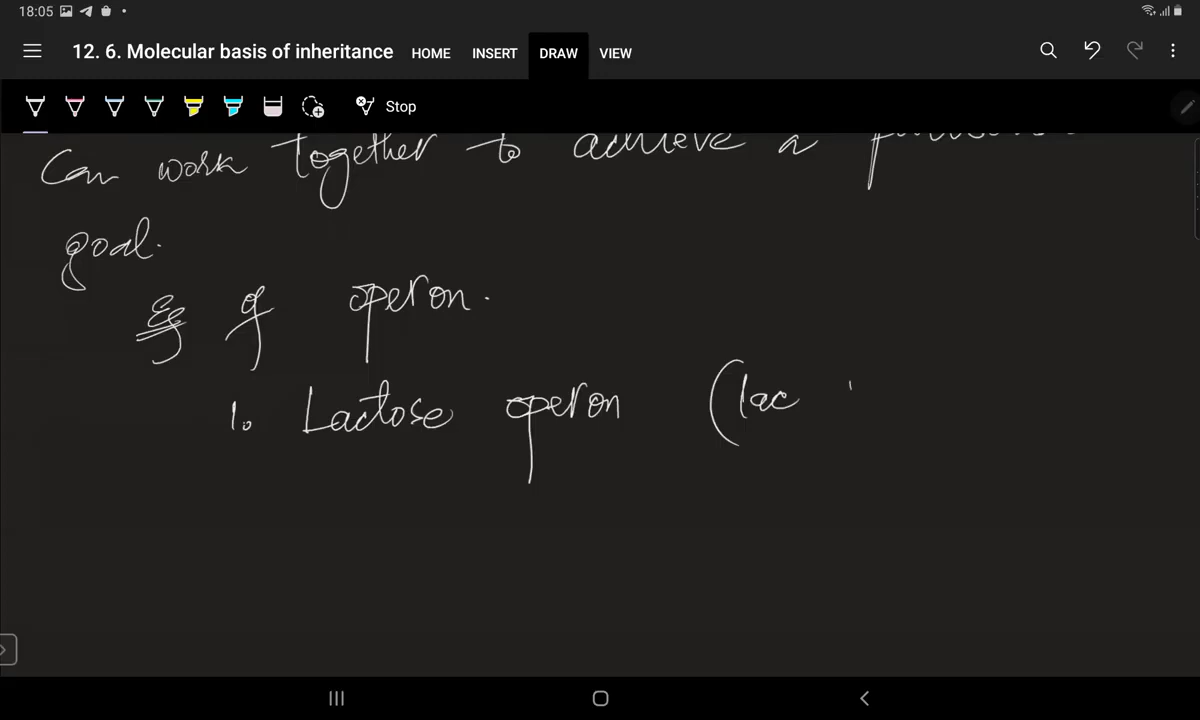 18:05
12. 6. Molecular basis of inheritance HOME INSERT DRAW VIEW
Stop
Can work together to achieve a
goal.
Eg of operon.
1. Lactose operon (lac